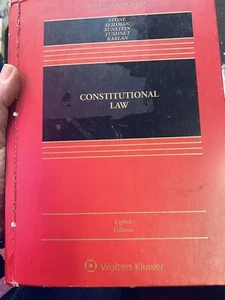 STONE
SEIDMAN
SUNSTEIN
TUSHNET
KARLAN
CONSTITUTIONAL
LAW
Eighth
Edition
Wolters Kluwer